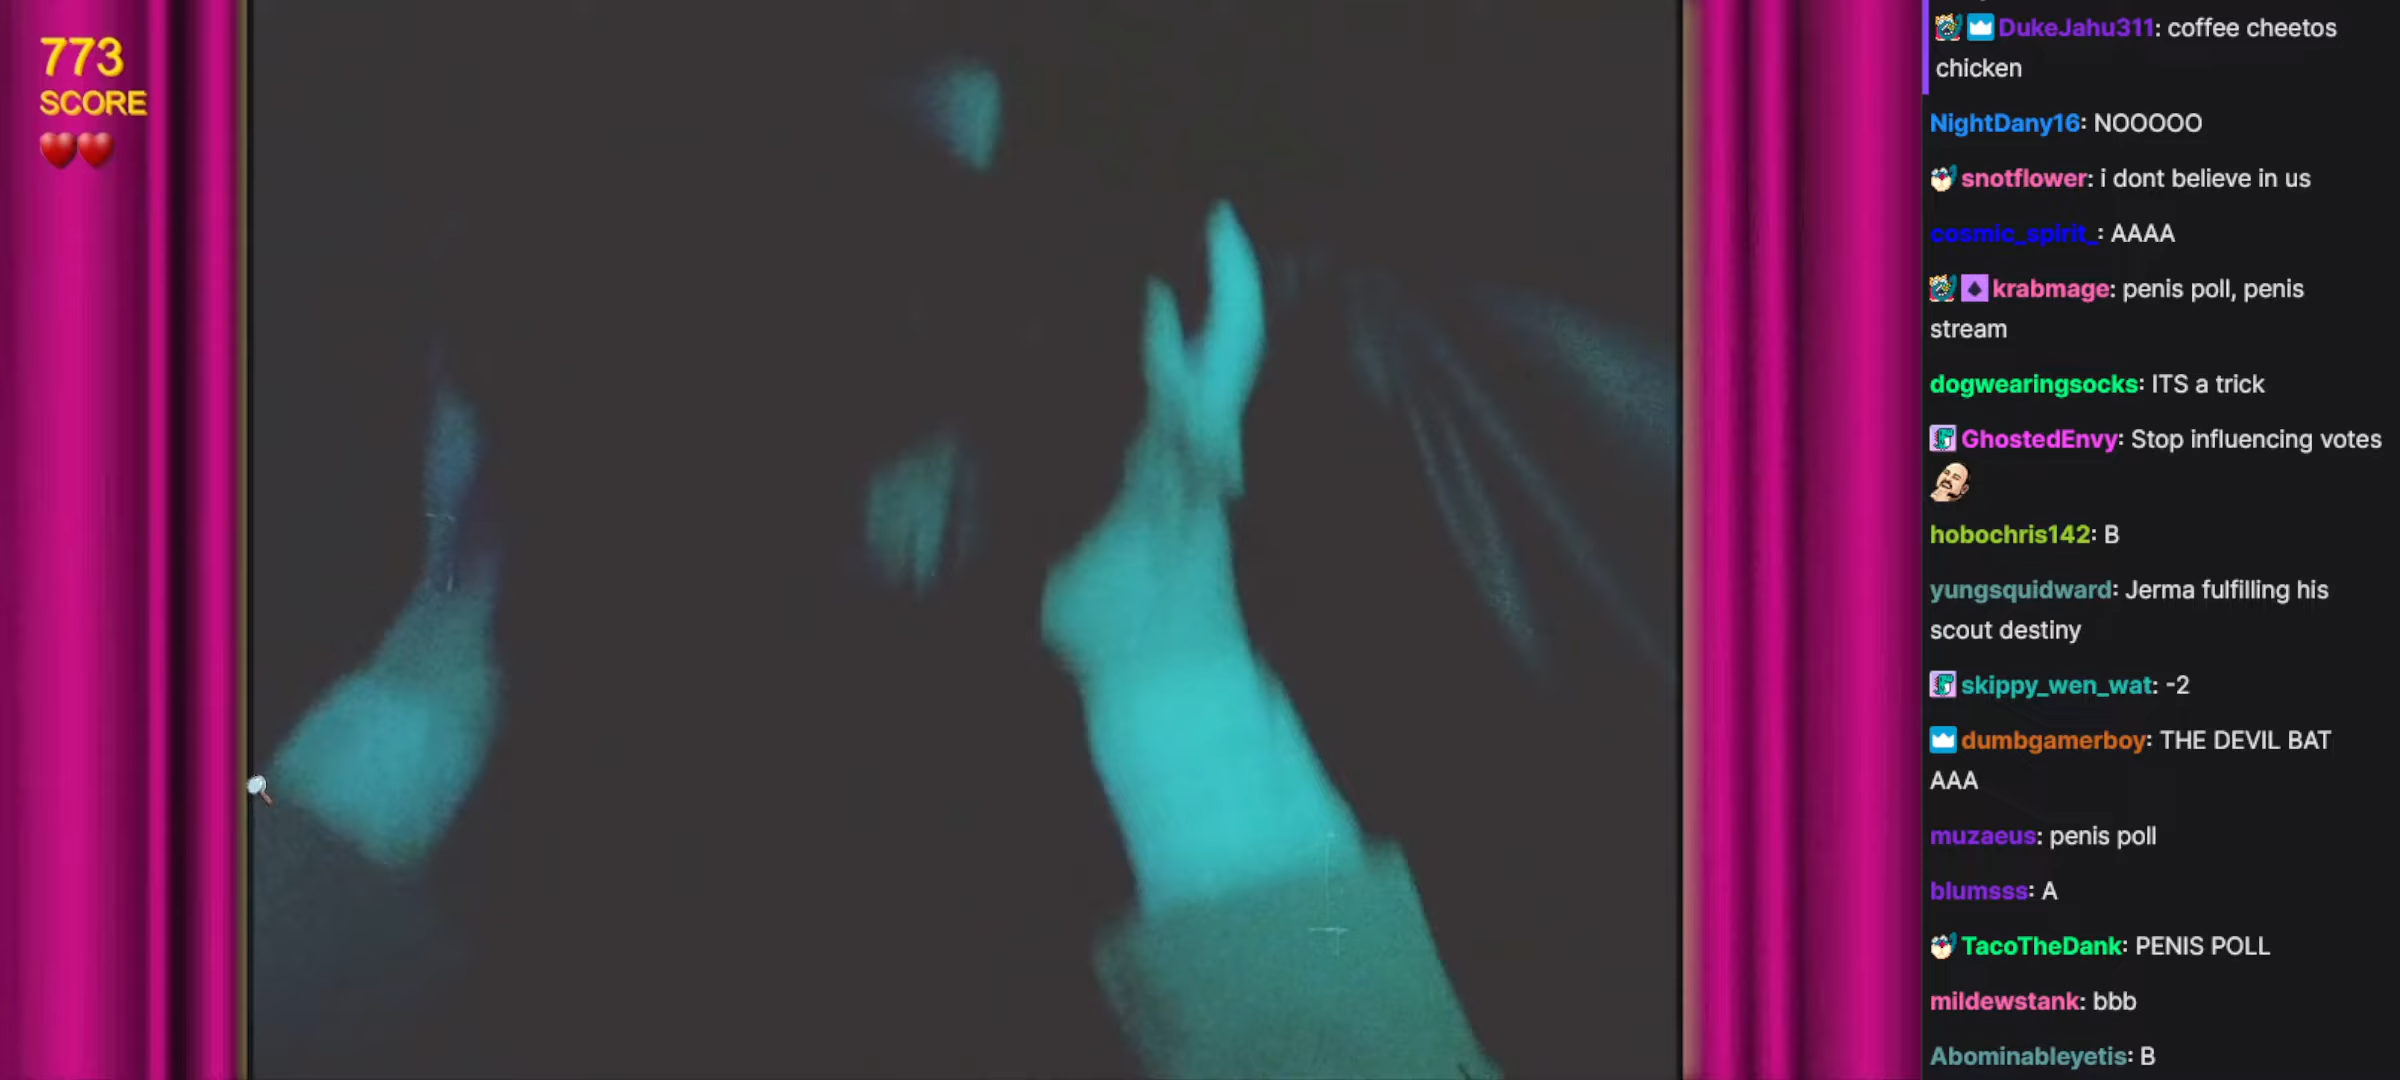 773
SCORE
DukeJahu311: coffee cheetos
chicken
NightDany16: NOOOOO
snotflower: i dont believe in us
cosmic_spirit_: AAAA
krabmage: penis poll, penis
stream
dogwearingsocks: ITS a trick
GhostedEnvy: Stop influencing votes
hobochris142: B
yungsquidward: Jerma fulfilling his
scout destiny
skippy_wen_wat: -2
dumbgamerboy: THE DEVIL BAT
AAA
muzaeus: penis poll
blumsss: A
TacoTheDank: PENIS POLL
mildewstank: bbb
Abominableyetis: B